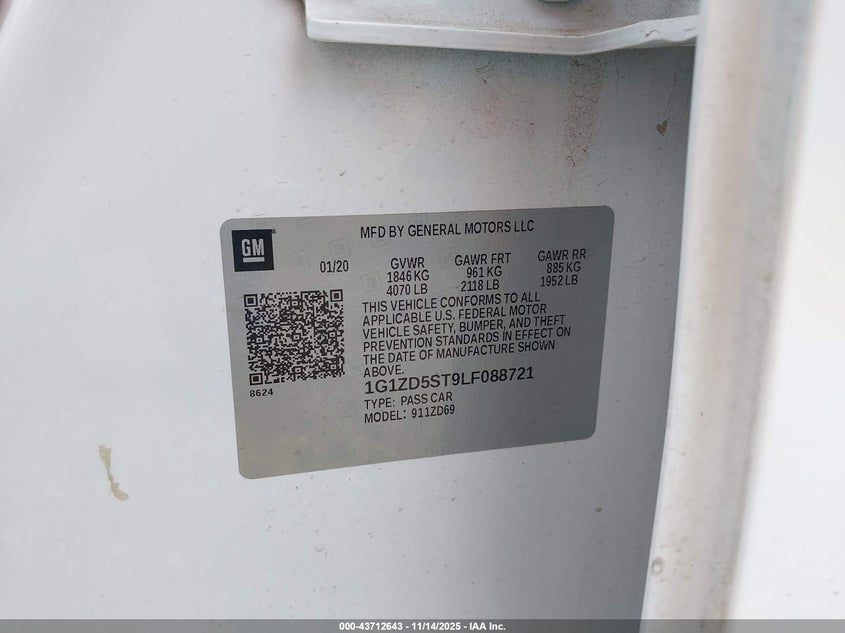 MFD BY GENERAL MOTORS LLC
GM
01/20
GVWR GAWR FRT GAWR RR
1846 KG 961 KG 885 KG
4070 LB 2118 LB 1952 LB
THIS VEHICLE CONFORMS TO ALL
APPLICABLE U.S. FEDERAL MOTOR
VEHICLE SAFETY, BUMPER, AND THEFT
PREVENTION STANDARDS IN EFFECT ON
THE DATE OF MANUFACTURE SHOWN
ABOVE.
8624
1G1ZD5ST9LF088721
TYPE: PASS CAR
MODEL: 911ZD69
000-43712643 - 11/14/2025 - IAA Inc.